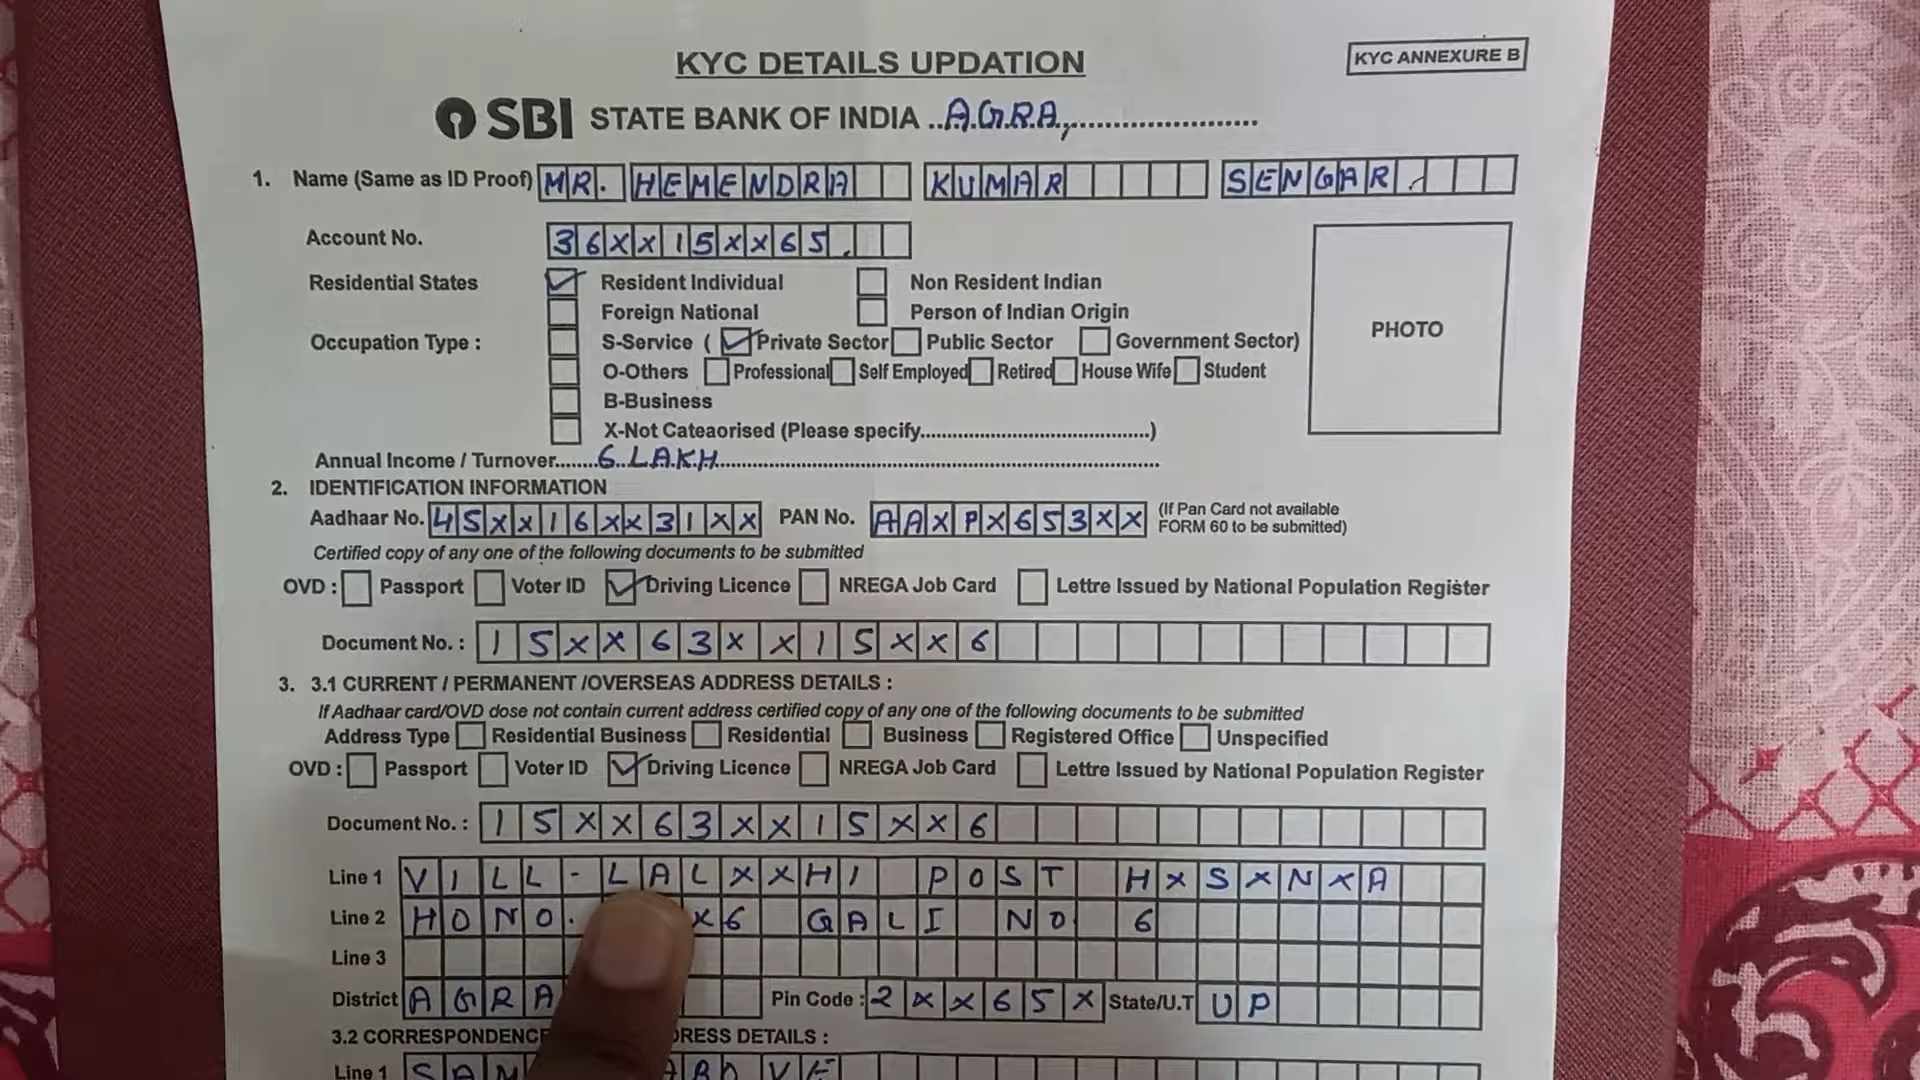 KYC DETAILS UPDATION
KYC ANNEXURE B
SBI STATE BANK OF INDIA ..A.G.R.A,..............................
1. Name (Same as ID Proof) MR. HEMENDRA KUMAR SENGAR.
Account No. 36XX15XX65.
Residential States Resident Individual Non Resident Indian
Foreign National Person of Indian Origin
Occupation Type : S-Service ( Private Sector Public Sector Government Sector)
PHOTO
O-Others Professional Self Employed Retired House Wife Student
B-Business
X-Not Cateaorised (Please specify.......................................)
Annual Income / Turnover.......6..LAKH.................................................
2. IDENTIFICATION INFORMATION
Aadhaar No. 45XX16XX31XX PAN No. AAXPX653XX (If Pan Card not available
FORM 60 to be submitted)
Certified copy of any one of the following documents to be submitted
OVD : Passport Voter ID Driving Licence NREGA Job Card Lettre Issued by National Population Register
Document No. : 15XX63XX15XX6
3. 3.1 CURRENT / PERMANENT /OVERSEAS ADDRESS DETAILS :
If Aadhaar card/OVD dose not contain current address certified copy of any one of the following documents to be submitted
Address Type Residential Business Residential Business Registered Office Unspecified
OVD : Passport Voter ID Driving Licence NREGA Job Card Lettre Issued by National Population Register
Document No. : 15XX63XX15XX6
Line 1 VILL-LALXXHI POST HXSXNXA
Line 2 HONO. X6 GALI NO. 6
Line 3
District AGRA Pin Code : 2XX65X State/U.T UP
3.2 CORRESPONDENCE DETAILS :
Line 1